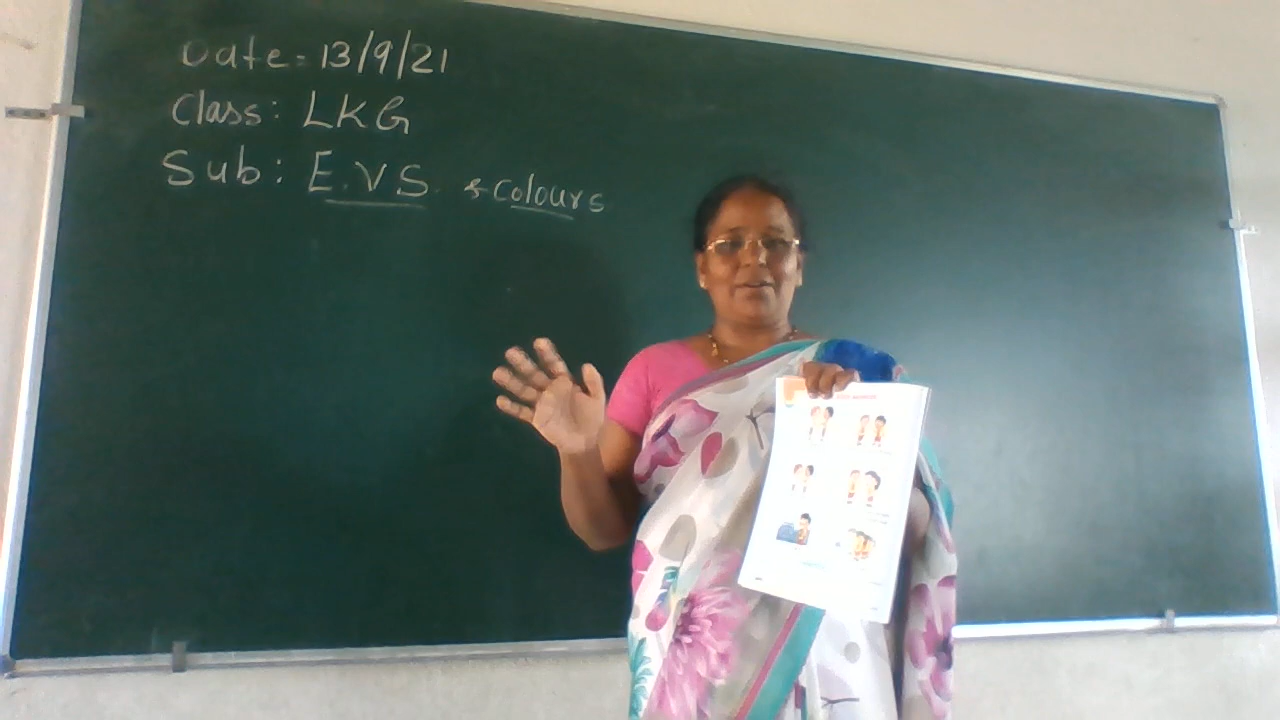 Date = 13/9/21
Class: LKG
Sub: E.V.S. & Colours